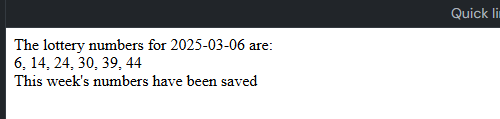 Quick li
The lottery numbers for 2025-03-06 are:
6, 14, 24, 30, 39, 44
This week's numbers have been saved